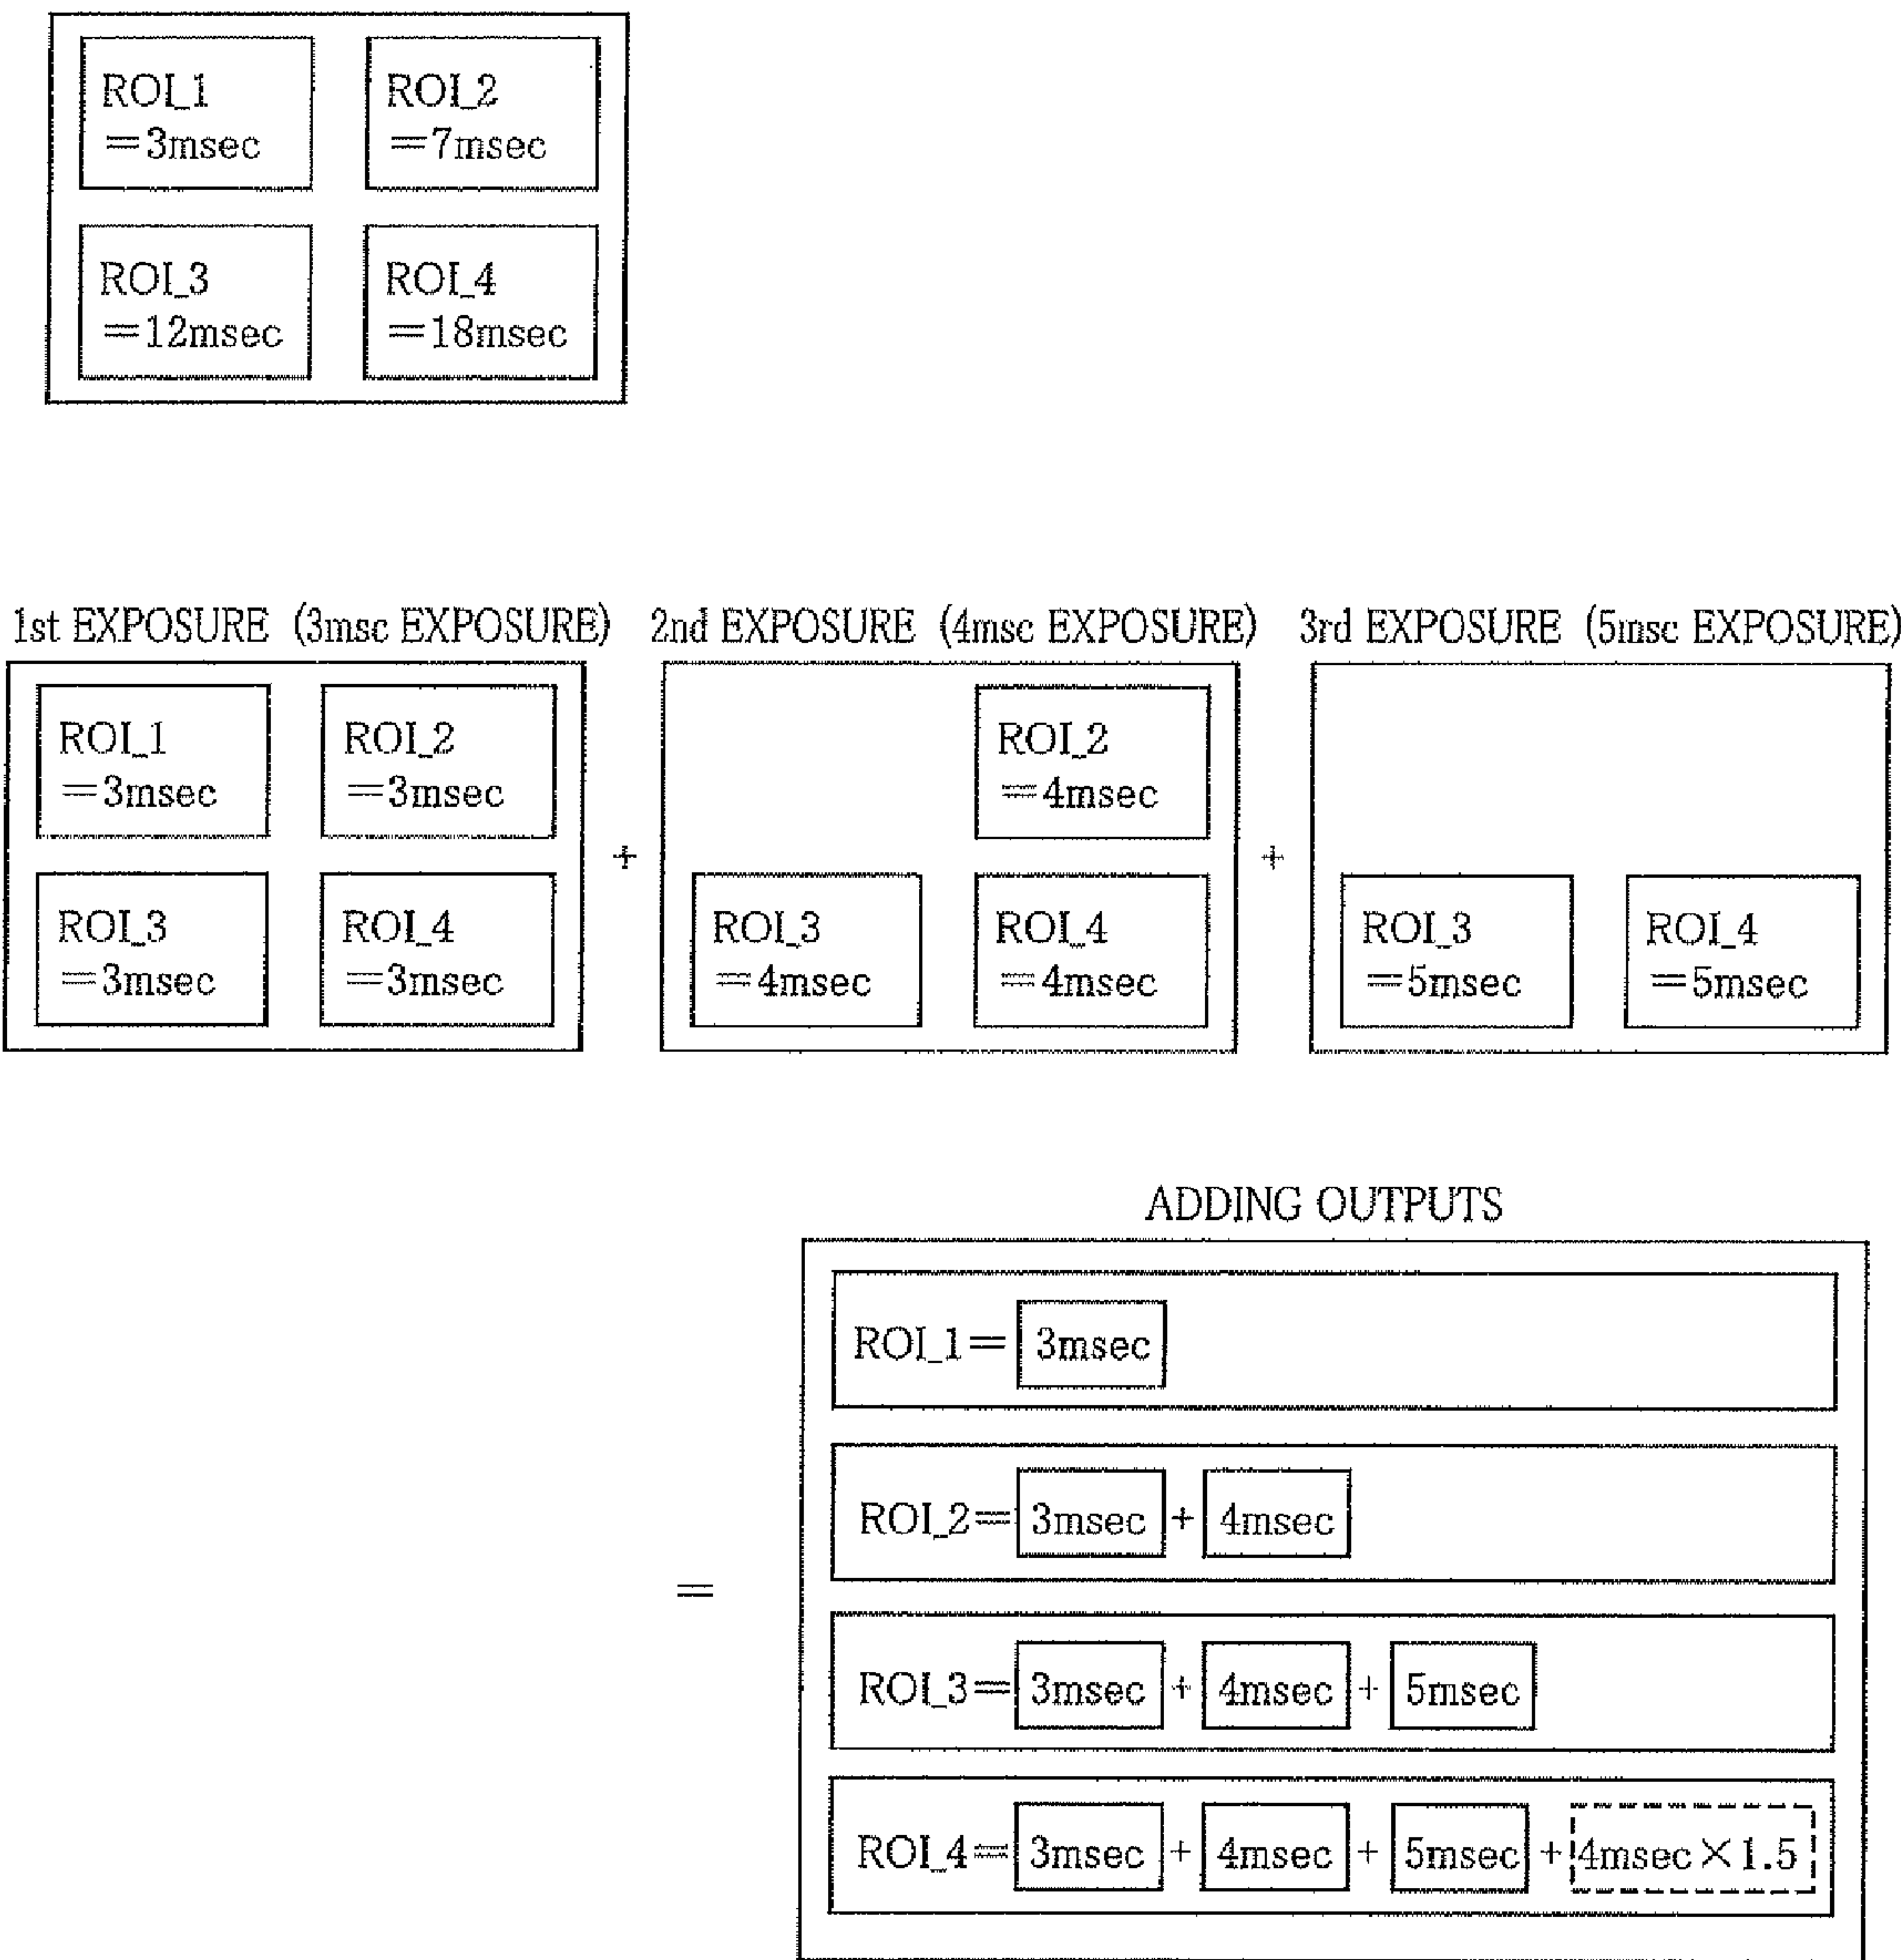 ROI_1
=3msec
ROI_2
=7msec
ROI_3
=12msec
ROI_4
=18msec
1st EXPOSURE (3msc EXPOSURE)
ROI_1
=3msec
ROI_2
=3msec
ROI_3
=3msec
ROI_4
=3msec
+
2nd EXPOSURE (4msc EXPOSURE)
ROI_2
=4msec
ROI_3
=4msec
ROI_4
=4msec
+
3rd EXPOSURE (5msc EXPOSURE)
ROI_3
=5msec
ROI_4
=5msec
=
ADDING OUTPUTS
ROI_1= 3msec
ROI_2= 3msec + 4msec
ROI_3= 3msec + 4msec + 5msec
ROI_4= 3msec + 4msec + 5msec + 4msec×1.5